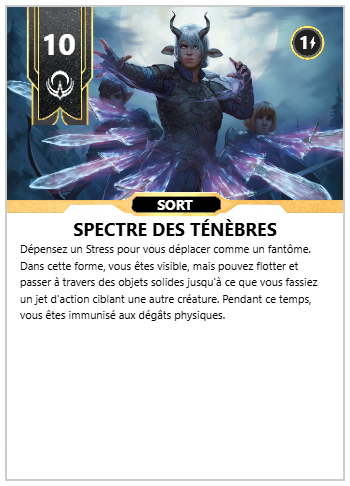 10
1
SORT
SPECTRE DES TÉNÈBRES
Dépensez un Stress pour vous déplacer comme un fantôme.
Dans cette forme, vous êtes visible, mais pouvez flotter et
passer à travers des objets solides jusqu'à ce que vous fassiez
un jet d'action ciblant une autre créature. Pendant ce temps,
vous êtes immunisé aux dégâts physiques.